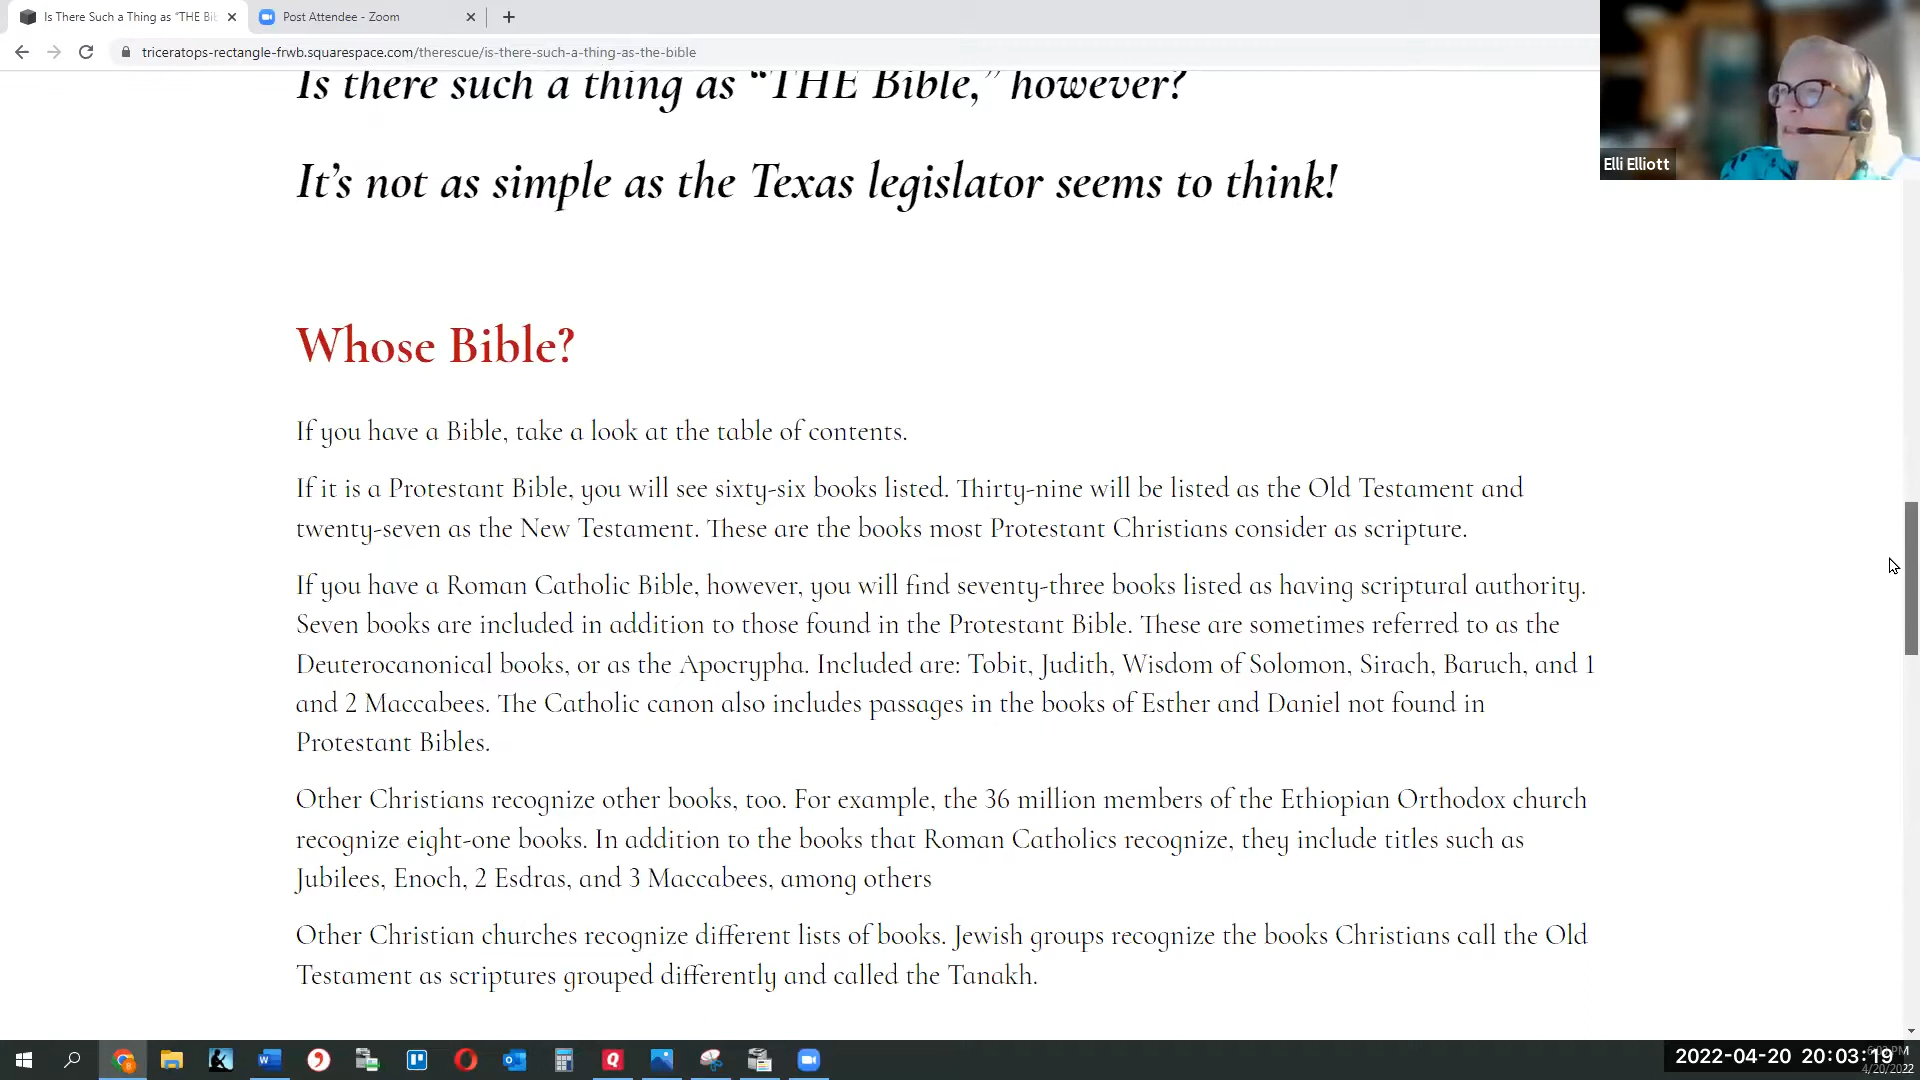 Is There Such a Thing as “THE Bib
Post Attendee - Zoom
triceratops-rectangle-frwb.squarespace.com/therescue/is-there-such-a-thing-as-the-bible
Elli Elliott
Is there such a thing as “THE Bible,” however?
It’s not as simple as the Texas legislator seems to think!
Whose Bible?
If you have a Bible, take a look at the table of contents.
If it is a Protestant Bible, you will see sixty-six books listed. Thirty-nine will be listed as the Old Testament and
twenty-seven as the New Testament. These are the books most Protestant Christians consider as scripture.
If you have a Roman Catholic Bible, however, you will find seventy-three books listed as having scriptural authority.
Seven books are included in addition to those found in the Protestant Bible. These are sometimes referred to as the
Deuterocanonical books, or as the Apocrypha. Included are: Tobit, Judith, Wisdom of Solomon, Sirach, Baruch, and 1
and 2 Maccabees. The Catholic canon also includes passages in the books of Esther and Daniel not found in
Protestant Bibles.
Other Christians recognize other books, too. For example, the 36 million members of the Ethiopian Orthodox church
recognize eight-one books. In addition to the books that Roman Catholics recognize, they include titles such as
Jubilees, Enoch, 2 Esdras, and 3 Maccabees, among others
Other Christian churches recognize different lists of books. Jewish groups recognize the books Christians call the Old
Testament as scriptures grouped differently and called the Tanakh.
2022-04-20 20:03:19
4/20/2022